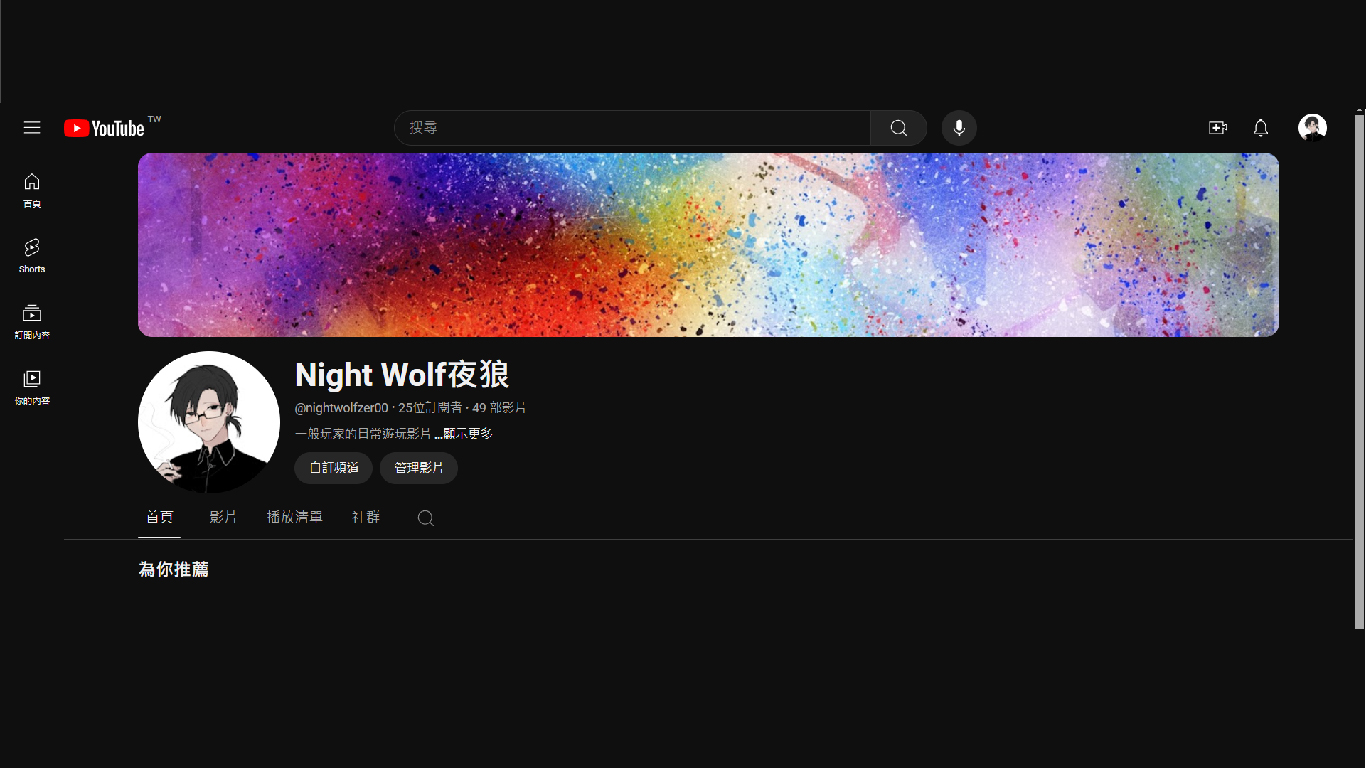 YouTube TW
搜尋
首頁
Shorts
訂閱內容
你的內容
Night Wolf夜狼
@nightwolfzer00 · 25位訂閱者 · 49 部影片
一般玩家的日常遊玩影片 ...顯示更多
自訂頻道 管理影片
首頁 影片 播放清單 社群
為你推薦